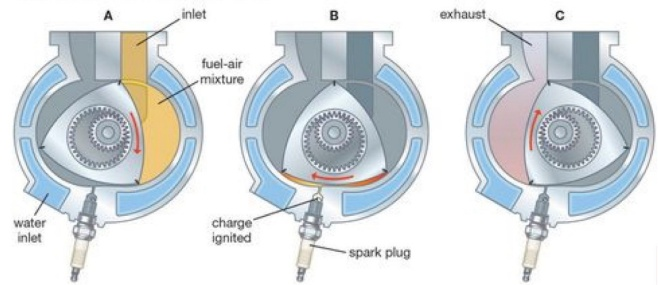 A
inlet
fuel-air
mixture
water
inlet
B
charge
ignited
spark plug
exhaust
C